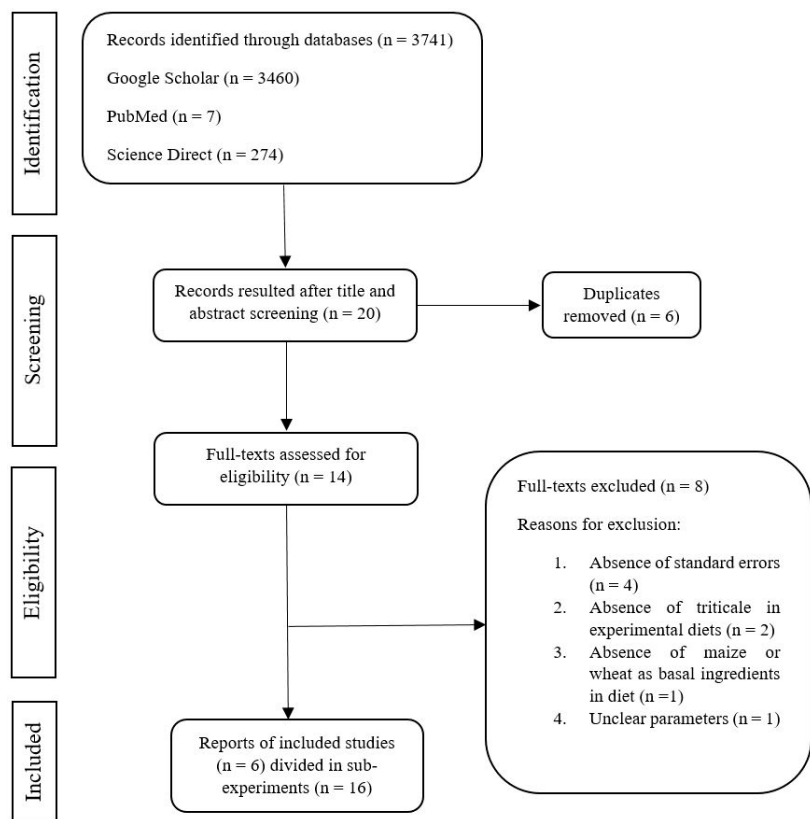 Identification
Records identified through databases (n = 3741)
Google Scholar (n = 3460)
PubMed (n = 7)
Science Direct (n = 274)
Screening
Records resulted after title and
abstract screening (n = 20)
Duplicates
removed (n = 6)
Full-texts assessed for
eligibility (n = 14)
Eligibility
Full-texts excluded (n = 8)
Reasons for exclusion:
1. Absence of standard errors
(n = 4)
2. Absence of triticale in
experimental diets (n = 2)
3. Absence of maize or
wheat as basal ingredients
in diet (n =1)
4. Unclear parameters (n = 1)
Included
Reports of included studies
(n = 6) divided in sub-
experiments (n = 16)